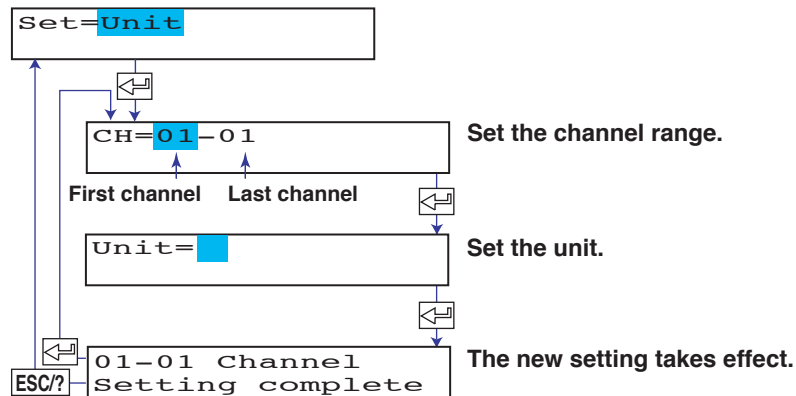 Set=Unit
CH=01-01
Set the channel range.
First channel
Last channel
Unit=
Set the unit.
01-01 Channel
Setting complete
The new setting takes effect.
ESC/?